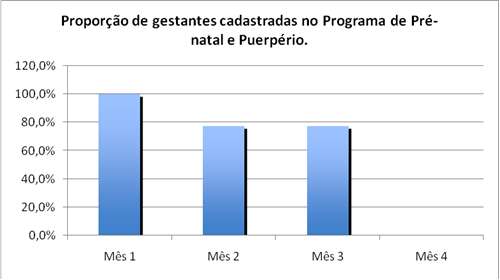 Proporção de gestantes cadastradas no Programa de Pré-
natal e Puerpério.
120,0%
100,0%
80,0%
60,0%
40,0%
20,0%
0,0%
Mês 1 Mês 2 Mês 3 Mês 4